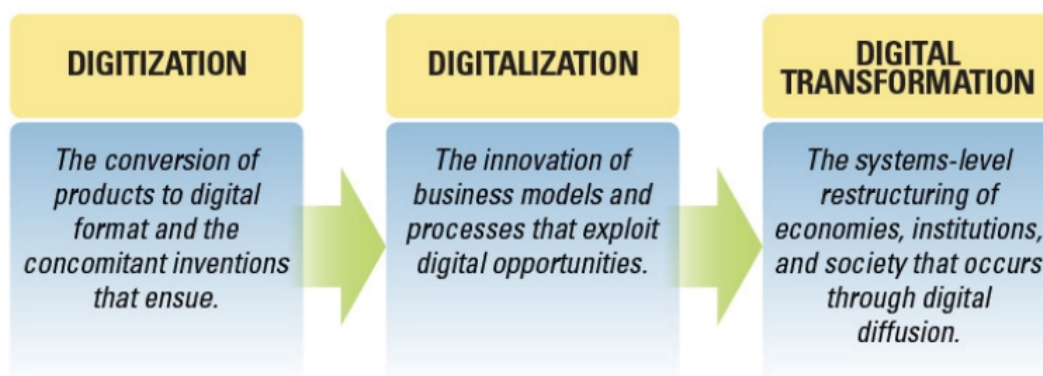 DIGITIZATION
The conversion of
products to digital
format and the
concomitant inventions
that ensue.
DIGITALIZATION
The innovation of
business models and
processes that exploit
digital opportunities.
DIGITAL
TRANSFORMATION
The systems-level
restructuring of
economies, institutions,
and society that occurs
through digital
diffusion.